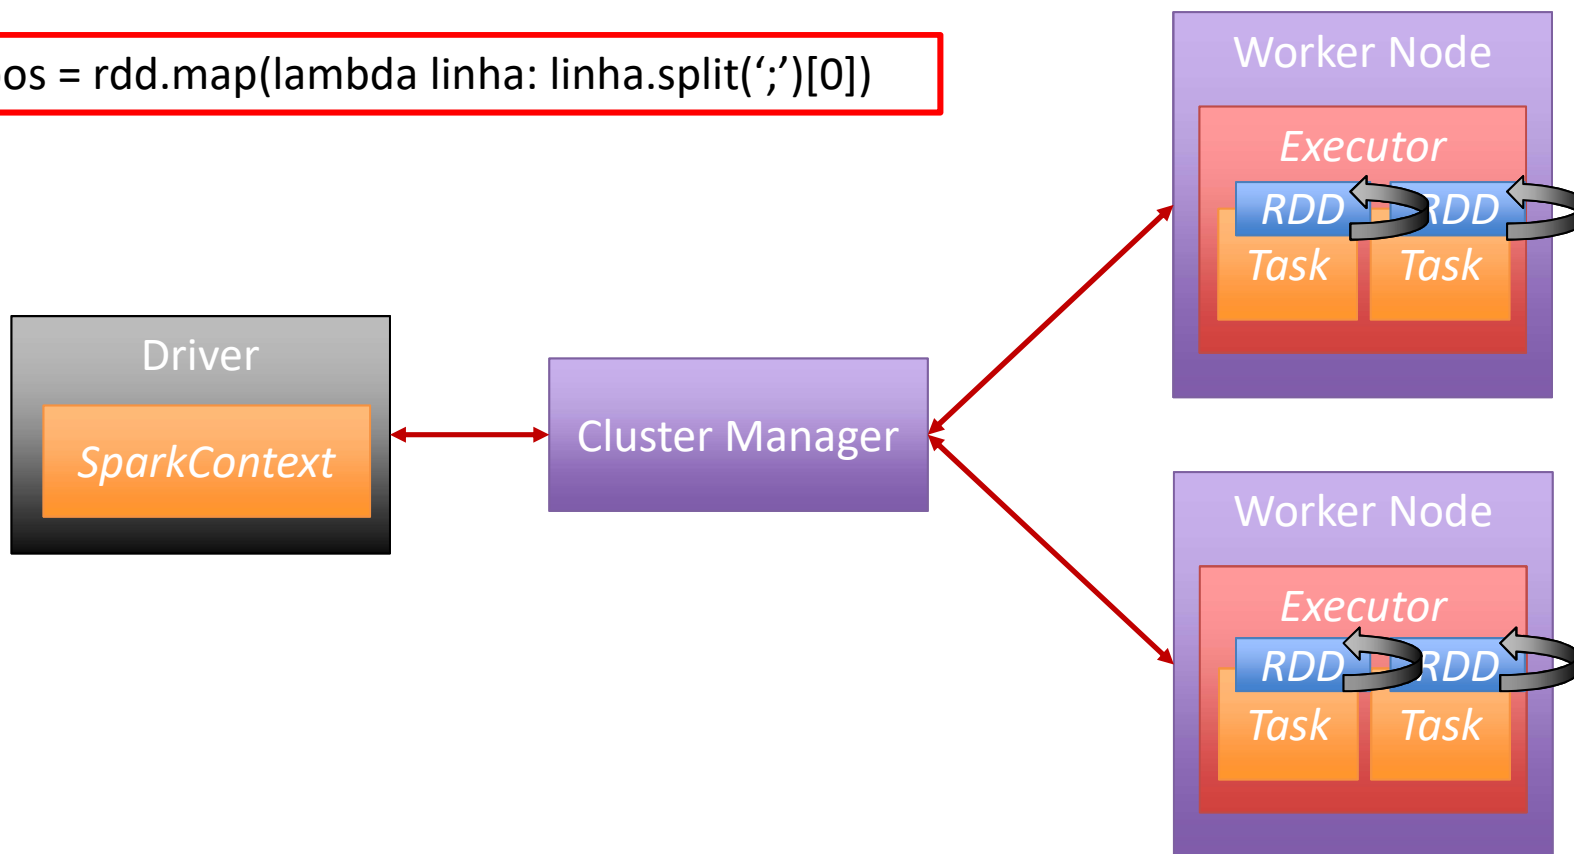 os = rdd.map(lambda linha: linha.split(‘;’)[0])
Worker Node
Executor
RDD RDD
Task Task
Driver
SparkContext
Cluster Manager
Worker Node
Executor
RDD RDD
Task Task